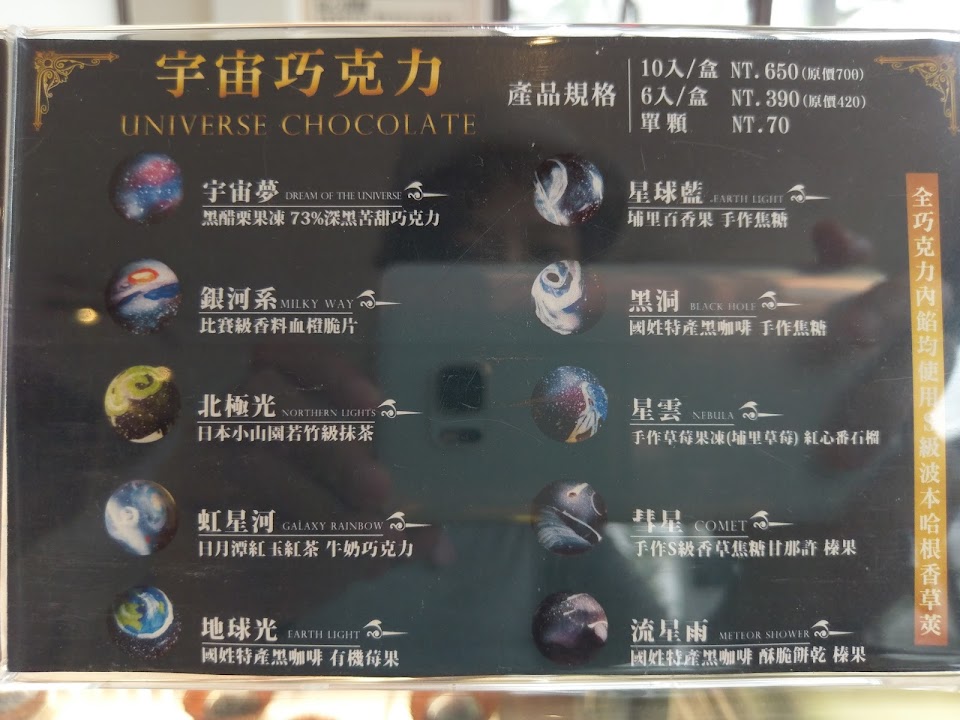 宇宙巧克力
UNIVERSE CHOCOLATE
產品規格
10入/盒 NT. 650(原價700)
6入/盒 NT. 390(原價420)
單顆 NT. 70
宇宙夢 DREAM OF THE UNIVERSE
黑醋栗果凍 73%深黑苦甜巧克力
銀河系 MILKY WAY
比賽級香料血橙脆片
北極光 NORTHERN LIGHTS
日本小山園若竹級抹茶
虹星河 GALAXY RAINBOW
日月潭紅玉紅茶 牛奶巧克力
地球光 EARTH LIGHT
國姓特產黑咖啡 有機莓果
星球藍 .EARTH LIGHT
埔里百香果 手作焦糖
黑洞 BLACK HOLE
國姓特產黑咖啡 手作焦糖
星雲 NEBULA
手作草莓果凍(埔里草莓) 紅心番石榴
彗星 COMET
手作S級香草焦糖甘那許 榛果
流星雨 METEOR SHOWER
國姓特產黑咖啡 酥脆餅乾 榛果
全巧克力內餡均使用S級波本哈根香草莢